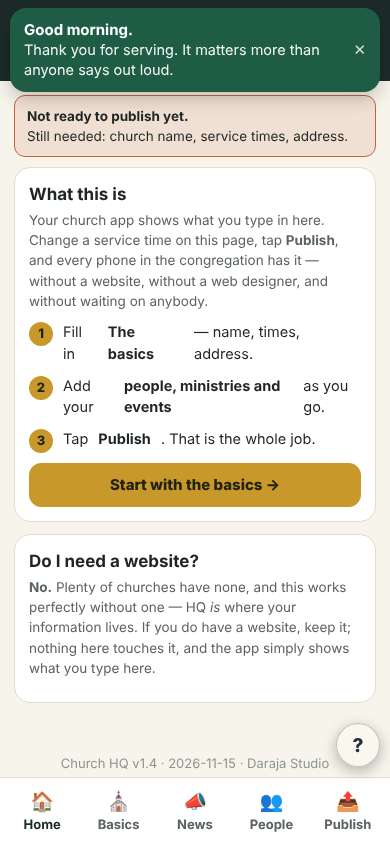 Good morning.
Thank you for serving. It matters more than
anyone says out loud.
×
Not ready to publish yet.
Still needed: church name, service times, address.
What this is
Your church app shows what you type in here.
Change a service time on this page, tap Publish,
and every phone in the congregation has it —
without a website, without a web designer, and
without waiting on anybody.
1 Fill in The basics — name, times, address.
2 Add your people, ministries and events as you go.
3 Tap Publish . That is the whole job.
Start with the basics →
Do I need a website?
No. Plenty of churches have none, and this works
perfectly without one — HQ is where your
information lives. If you do have a website, keep it;
nothing here touches it, and the app simply shows
what you type here.
?
Church HQ v1.4 · 2026-11-15 · Daraja Studio
Home Basics News People Publish